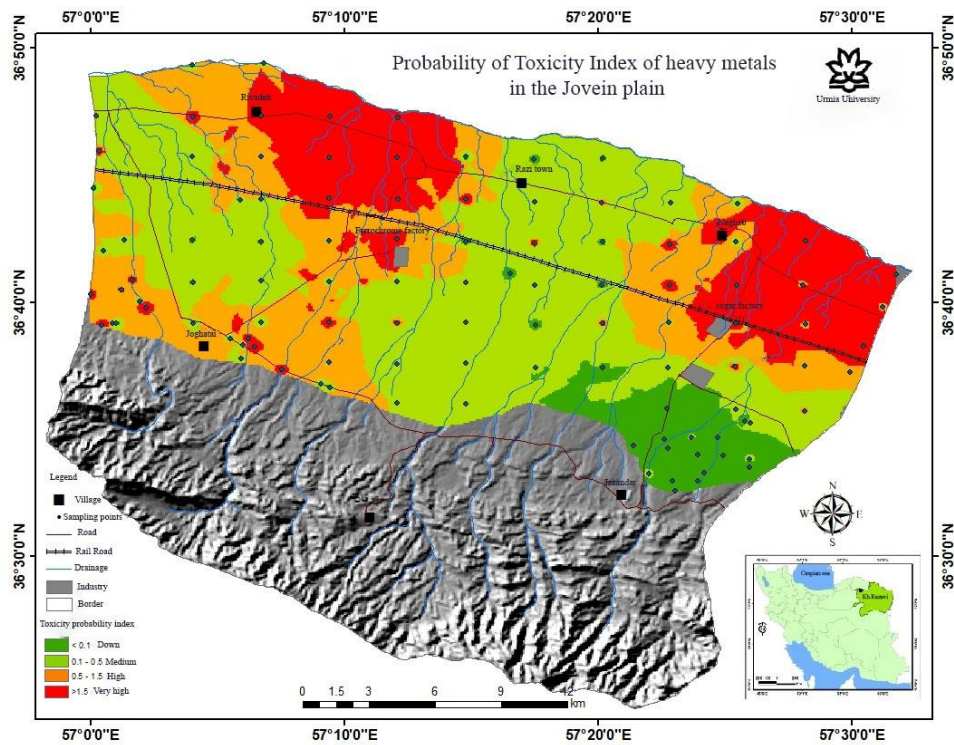 57°0'0"E
57°10'0"E
57°20'0"E
57°30'0"E
36°50'0"N
36°50'0"N
Probability of Toxicity Index of heavy metals
in the Jovein plain
Urmia University
Razi town
Ferrochrome factory
36°40'0"N
36°40'0"N
sugar factory
Joghatai
Legend
Village
Sampling points
Road
Rail Road
Drainage
Industry
Border
Toxicity probability index
< 0.1 Down
0.1 - 0.5 Medium
0.5 - 1.5 High
>1.5 Very high
36°30'0"N
36°30'0"N
N
W
E
S
Caspian sea
Kh.Razavi
0
1.5
3
6
9
12
km
57°0'0"E
57°10'0"E
57°20'0"E
57°30'0"E